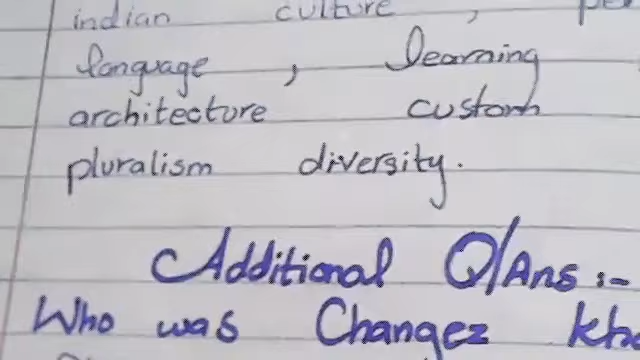 indian culture ,
language , learning
architecture custom
pluralism diversity.
Additional Q/Ans :-
Who was Changez